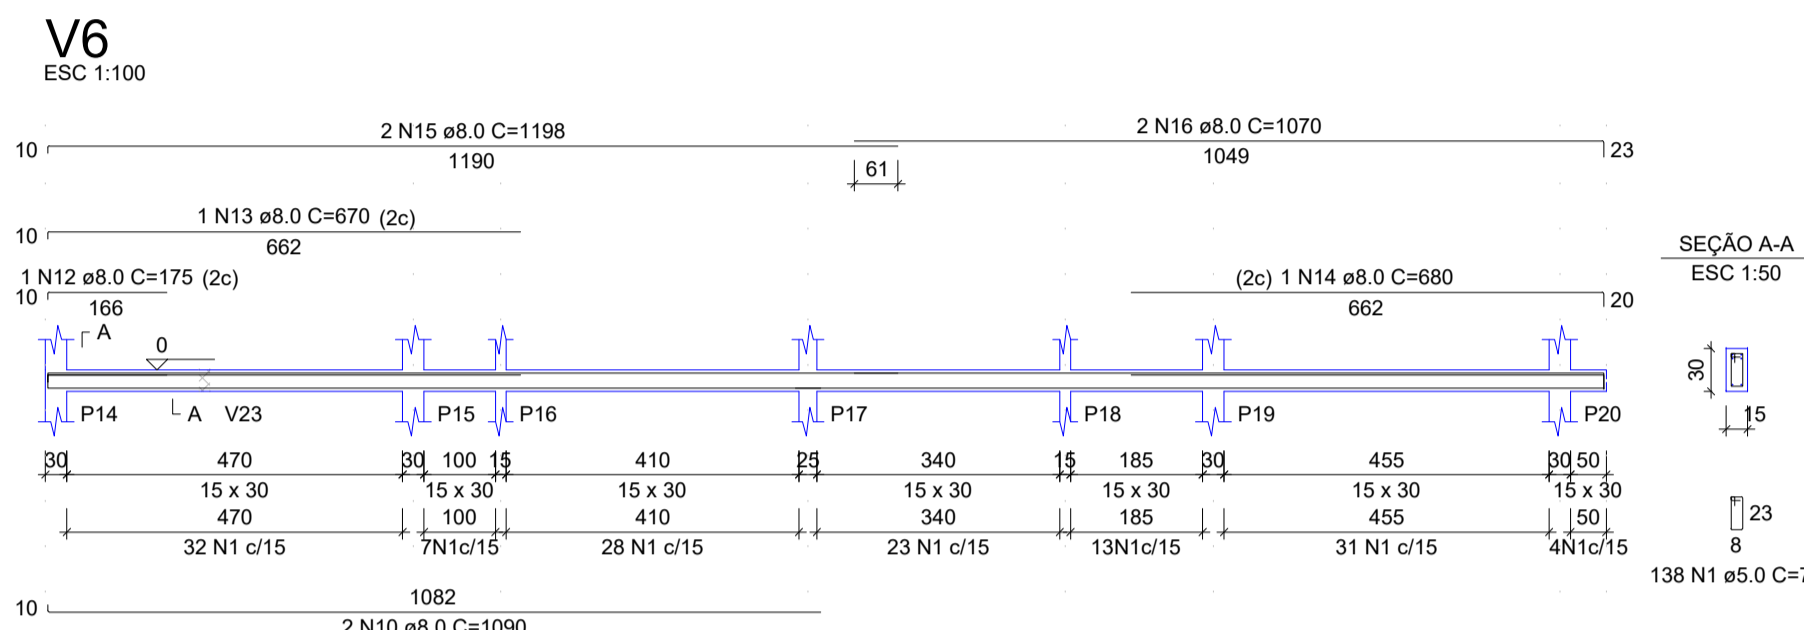 V6
ESC 1:100
2 N15 ø8.0 C=1198
2 N16 ø8.0 C=1070
10
1190
1049
23
61
1 N13 ø8.0 C=670 (2c)
10
662
SEÇÃO A-A
ESC 1:50
1 N12 ø8.0 C=175 (2c)
(2c) 1 N14 ø8.0 C=680
10
166
662
20
A
0
30
15
P14
A
V23
P15
P16
P17
P18
P19
P20
30 470 30 100 15 410 25 340 15 185 30 455 30 50
15 x 30 15 x 30 15 x 30 15 x 30 15 x 30 15 x 30 15 x 30
470 100 410 340 185 455 50
32 N1 c/15 7N1c/15 28 N1 c/15 23 N1 c/15 13N1c/15 31 N1 c/15 4N1c/15
23
8
138 N1 ø5.0 C=7
1082
10
2 N10 ø8.0 C=1090